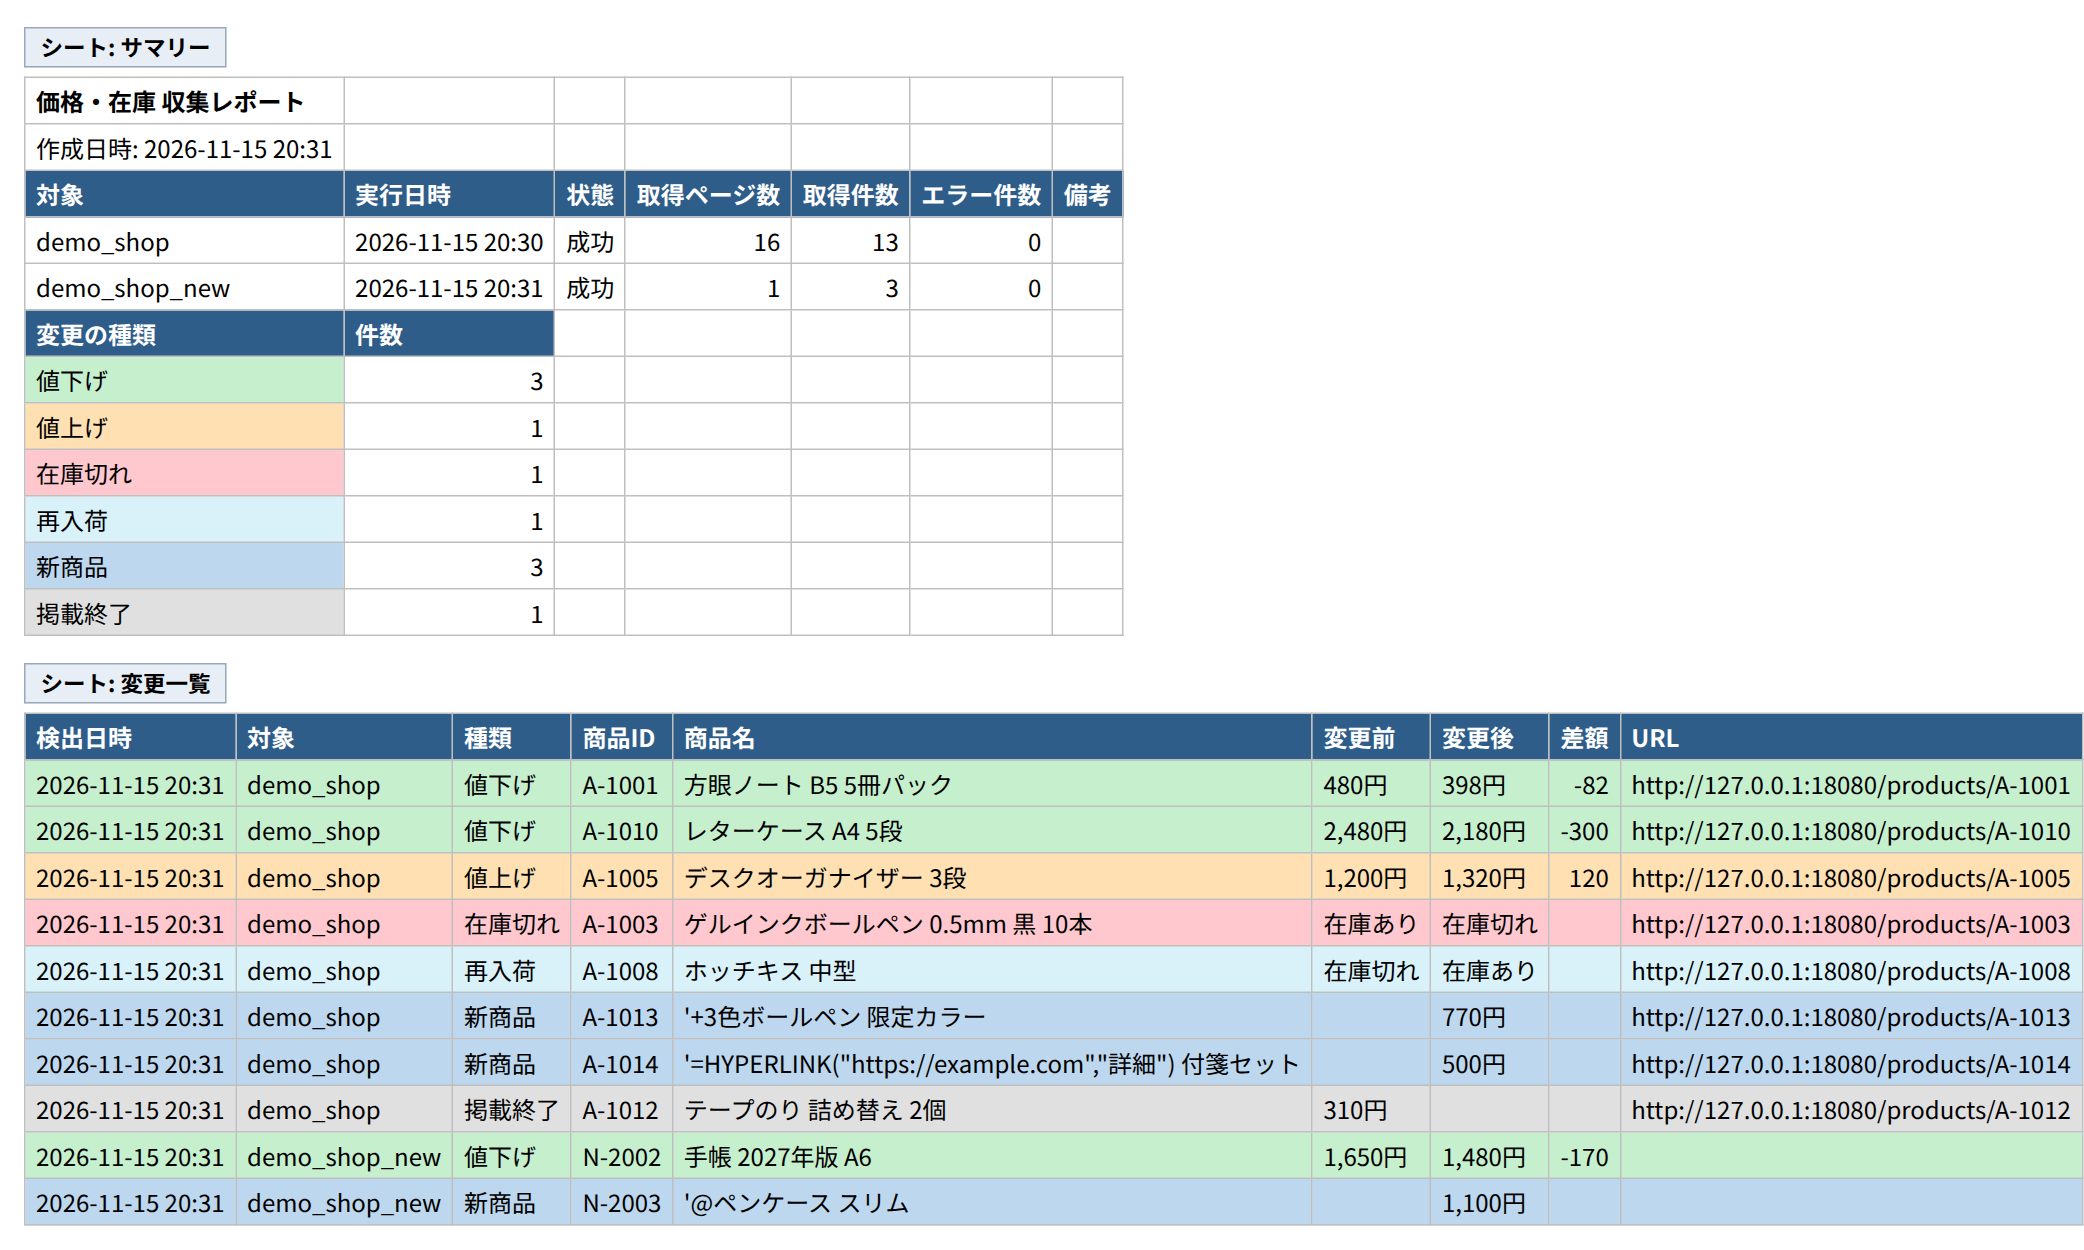 シート: サマリー
価格・在庫 収集レポート
作成日時: 2026-11-15 20:31
対象 実行日時 状態 取得ページ数 取得件数 エラー件数 備考
demo_shop 2026-11-15 20:30 成功 16 13 0
demo_shop_new 2026-11-15 20:31 成功 1 3 0
変更の種類 件数
値下げ 3
値上げ 1
在庫切れ 1
再入荷 1
新商品 3
掲載終了 1
シート: 変更一覧
検出日時 対象 種類 商品ID 商品名 変更前 変更後 差額 URL
2026-11-15 20:31 demo_shop 値下げ A-1001 方眼ノート B5 5冊パック 480円 398円 -82 http://127.0.0.1:18080/products/A-1001
2026-11-15 20:31 demo_shop 値下げ A-1010 レターケース A4 5段 2,480円 2,180円 -300 http://127.0.0.1:18080/products/A-1010
2026-11-15 20:31 demo_shop 値上げ A-1005 デスクオーガナイザー 3段 1,200円 1,320円 120 http://127.0.0.1:18080/products/A-1005
2026-11-15 20:31 demo_shop 在庫切れ A-1003 ゲルインクボールペン 0.5mm 黒 10本 在庫あり 在庫切れ http://127.0.0.1:18080/products/A-1003
2026-11-15 20:31 demo_shop 再入荷 A-1008 ホッチキス 中型 在庫切れ 在庫あり http://127.0.0.1:18080/products/A-1008
2026-11-15 20:31 demo_shop 新商品 A-1013 '+3色ボールペン 限定カラー 770円 http://127.0.0.1:18080/products/A-1013
2026-11-15 20:31 demo_shop 新商品 A-1014 '=HYPERLINK("https://example.com","詳細") 付箋セット 500円 http://127.0.0.1:18080/products/A-1014
2026-11-15 20:31 demo_shop 掲載終了 A-1012 テープのり 詰め替え 2個 310円 http://127.0.0.1:18080/products/A-1012
2026-11-15 20:31 demo_shop_new 値下げ N-2002 手帳 2027年版 A6 1,650円 1,480円 -170
2026-11-15 20:31 demo_shop_new 新商品 N-2003 '@ペンケース スリム 1,100円